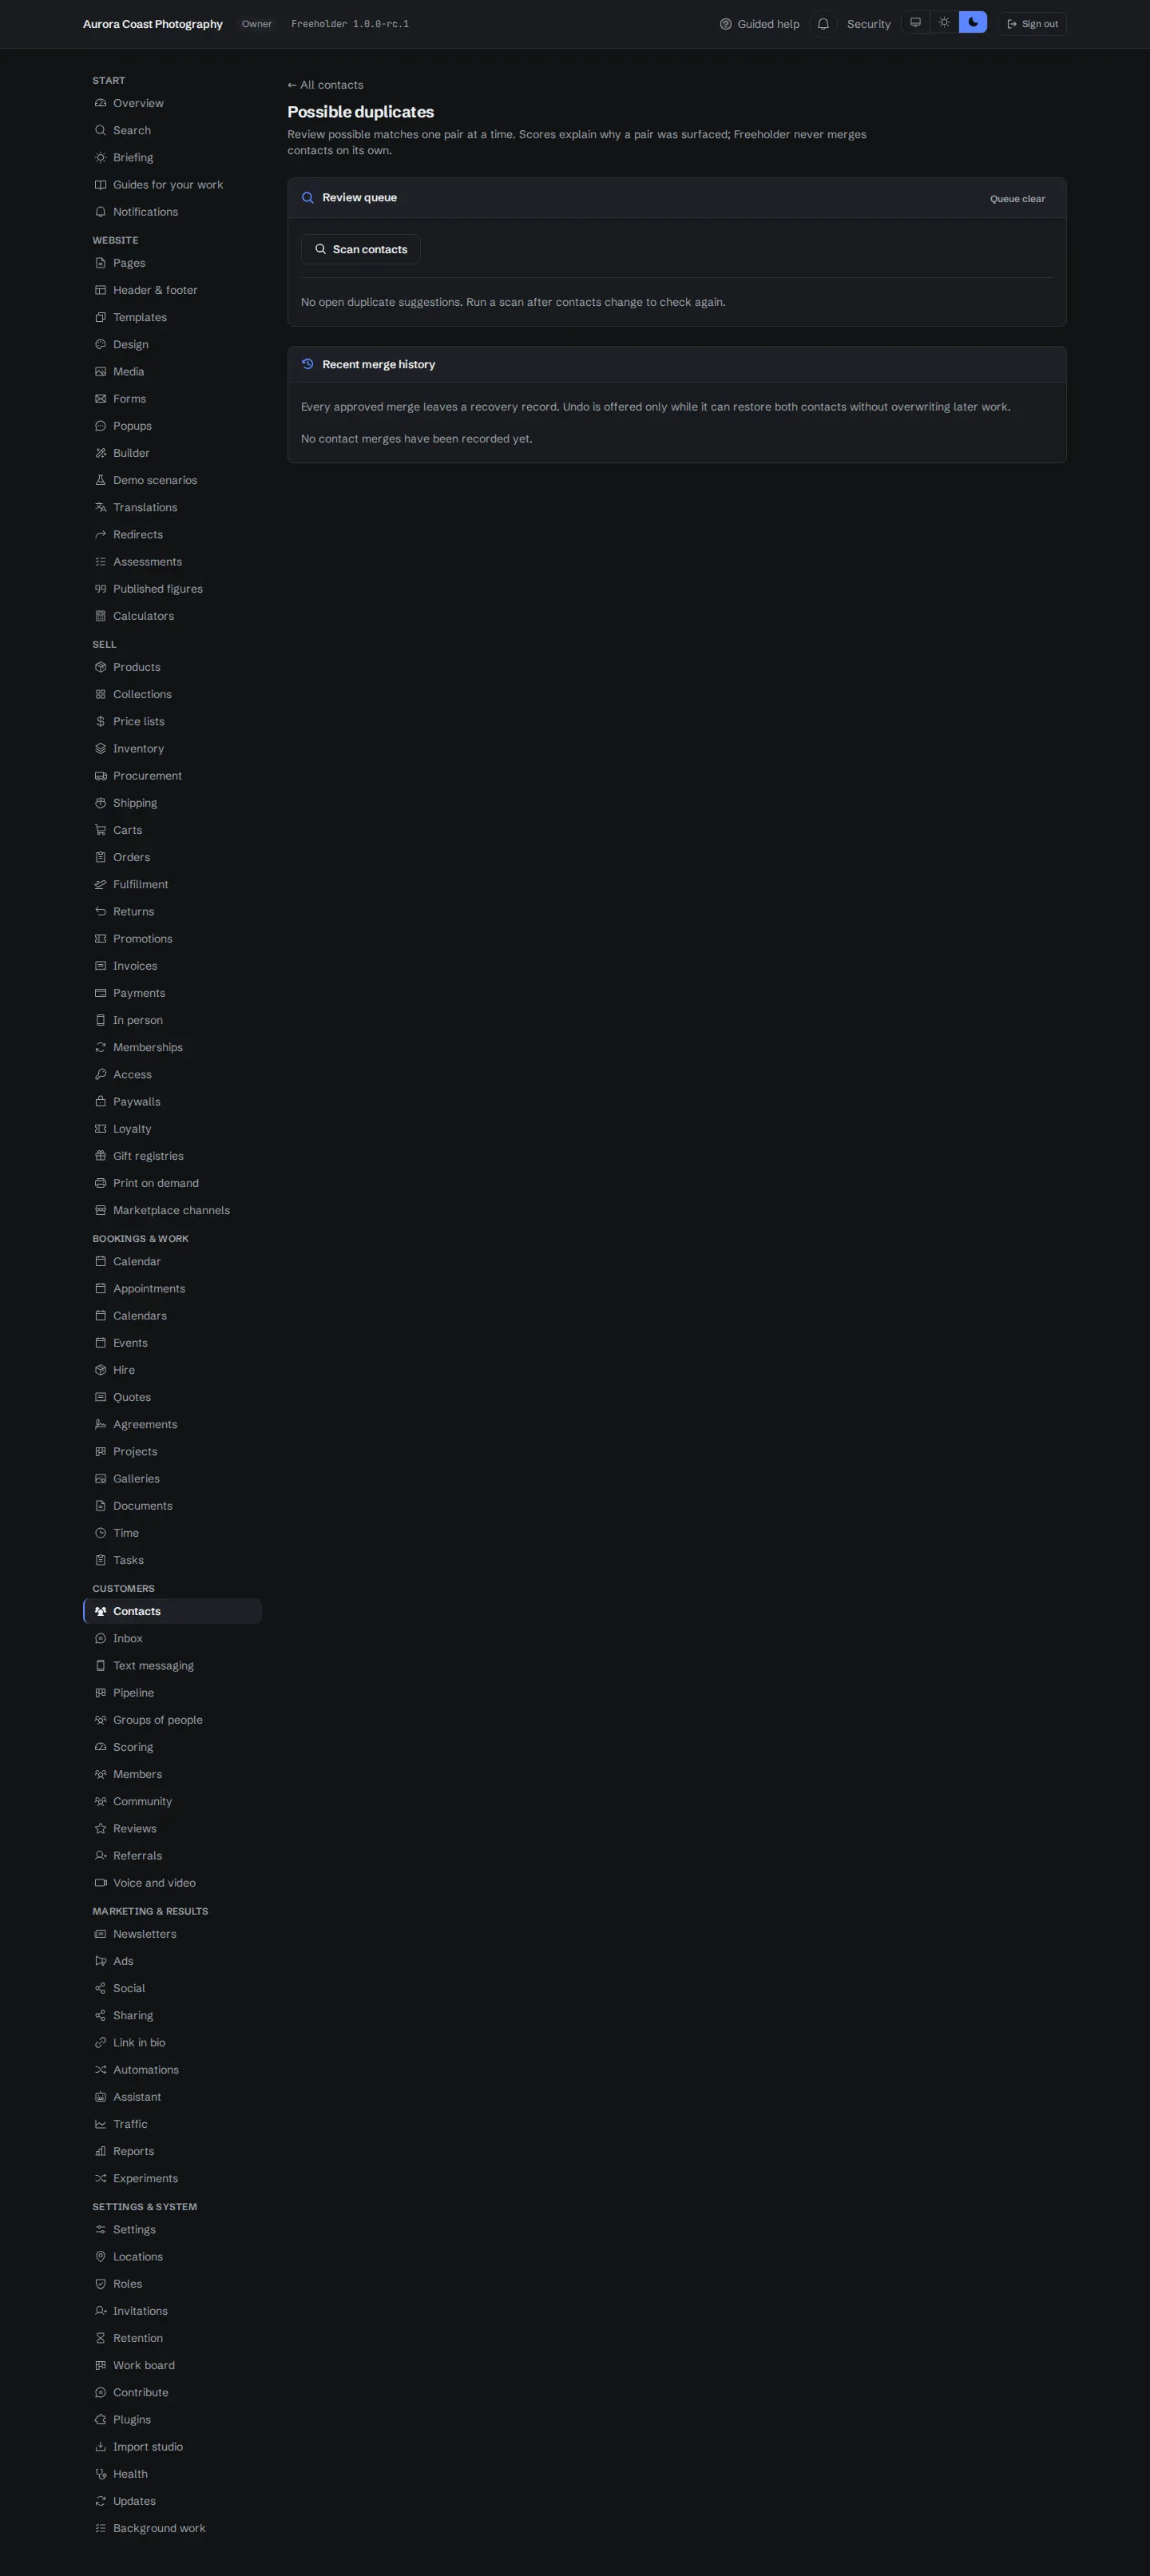 Aurora Coast Photography Owner Freeholder 1.0.0-rc.1 Guided help Security Sign out
START
Overview
Search
Briefing
Guides for your work
Notifications
WEBSITE
Pages
Header & footer
Templates
Design
Media
Forms
Popups
Builder
Demo scenarios
Translations
Redirects
Assessments
Published figures
Calculators
SELL
Products
Collections
Price lists
Inventory
Procurement
Shipping
Carts
Orders
Fulfillment
Returns
Promotions
Invoices
Payments
In person
Memberships
Access
Paywalls
Loyalty
Gift registries
Print on demand
Marketplace channels
BOOKINGS & WORK
Calendar
Appointments
Calendars
Events
Hire
Quotes
Agreements
Projects
Galleries
Documents
Time
Tasks
CUSTOMERS
Contacts
Inbox
Text messaging
Pipeline
Groups of people
Scoring
Members
Community
Reviews
Referrals
Voice and video
MARKETING & RESULTS
Newsletters
Ads
Social
Sharing
Link in bio
Automations
Assistant
Traffic
Reports
Experiments
SETTINGS & SYSTEM
Settings
Locations
Roles
Invitations
Retention
Work board
Contribute
Plugins
Import studio
Health
Updates
Background work
← All contacts
Possible duplicates
Review possible matches one pair at a time. Scores explain why a pair was surfaced; Freeholder never merges
contacts on its own.
Review queue Queue clear
Scan contacts
No open duplicate suggestions. Run a scan after contacts change to check again.
Recent merge history
Every approved merge leaves a recovery record. Undo is offered only while it can restore both contacts without overwriting later work.
No contact merges have been recorded yet.